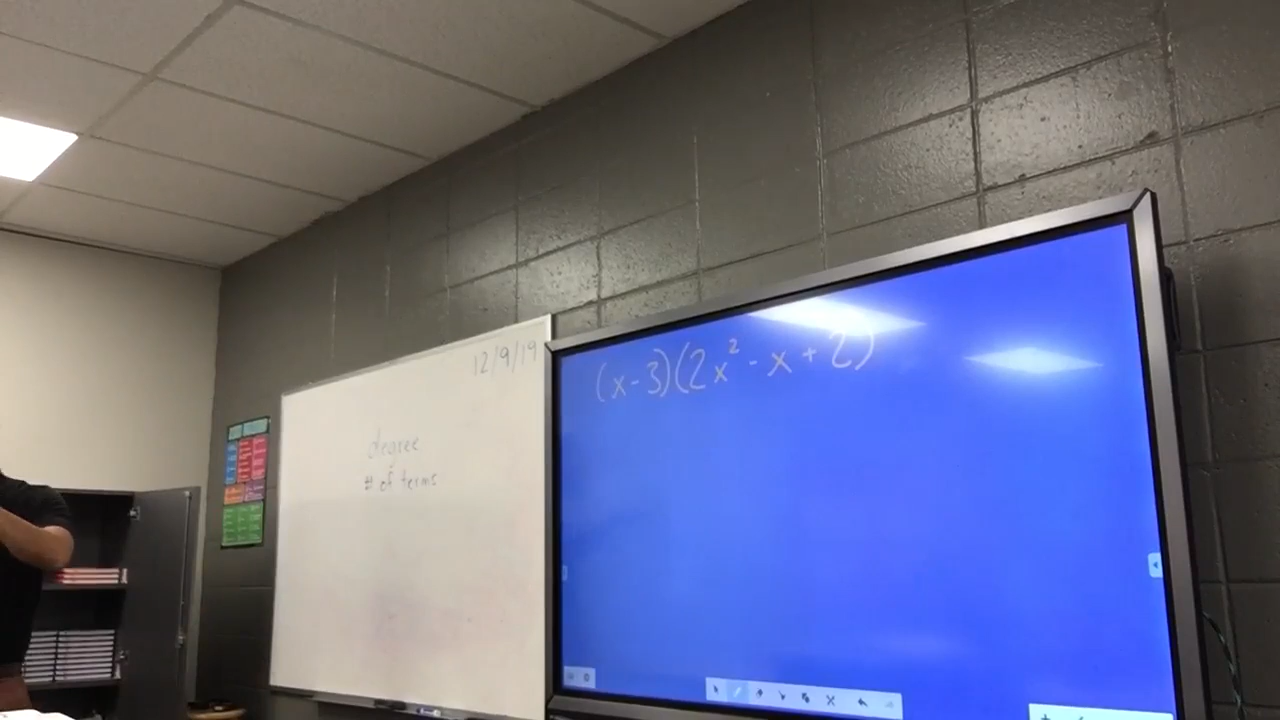 12/9/19
degree
# of terms
(x-3)(2x² - x + 2)